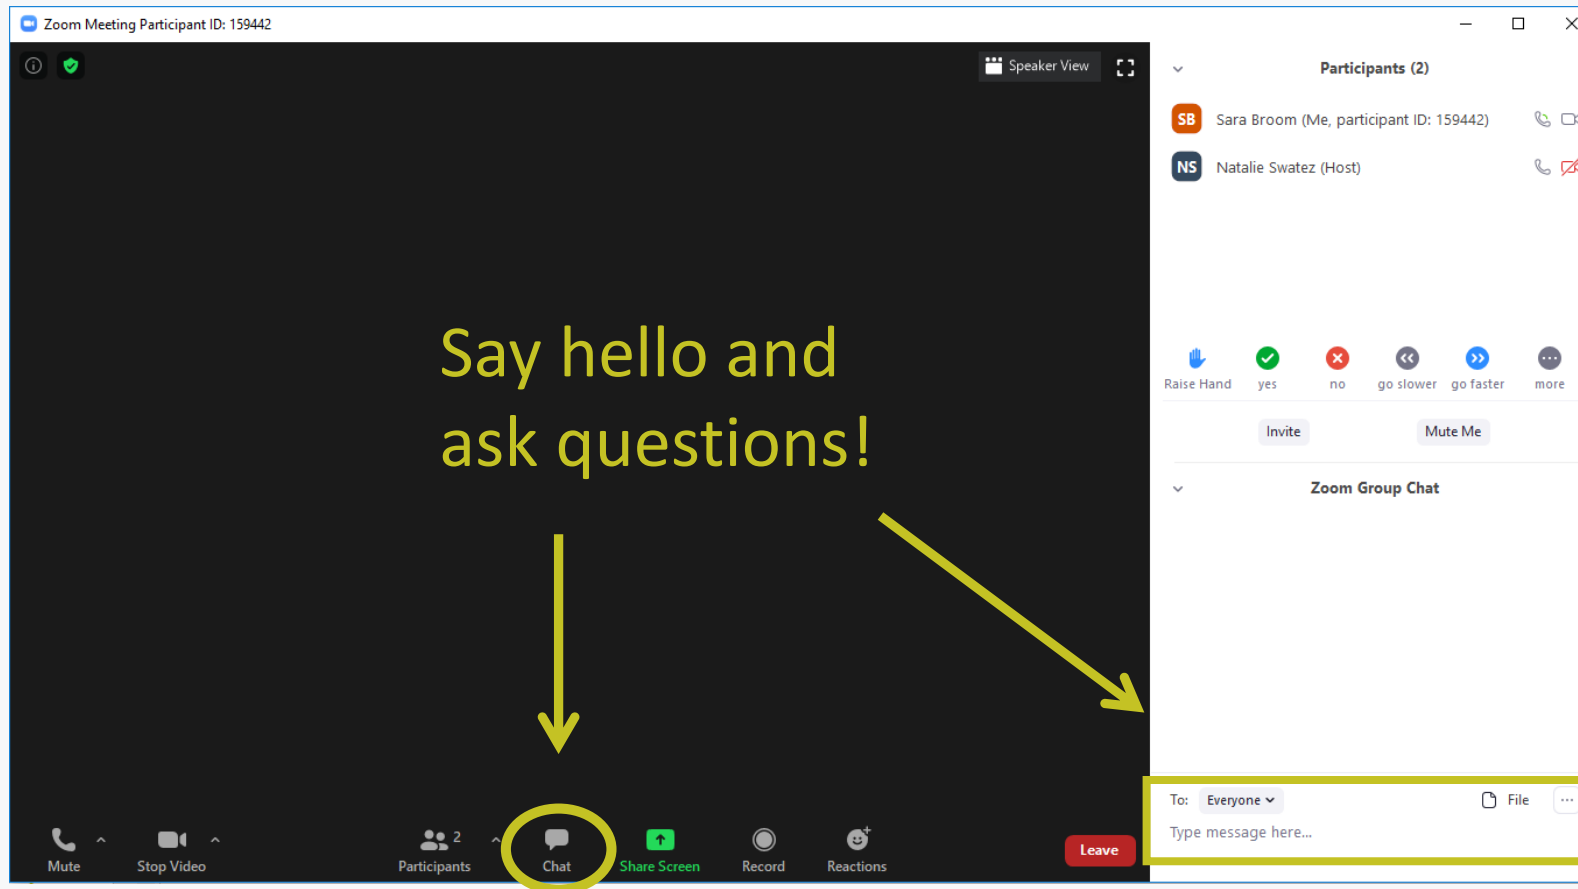 Zoom Meeting Participant ID: 159442
Speaker View
Participants (2)
SB Sara Broom (Me, participant ID: 159442)
NS Natalie Swatez (Host)
Say hello and
ask questions!
Raise Hand yes no go slower go faster more
Invite Mute Me
Zoom Group Chat
To: Everyone File
Type message here...
2
Mute Stop Video Participants Chat Share Screen Record Reactions Leave